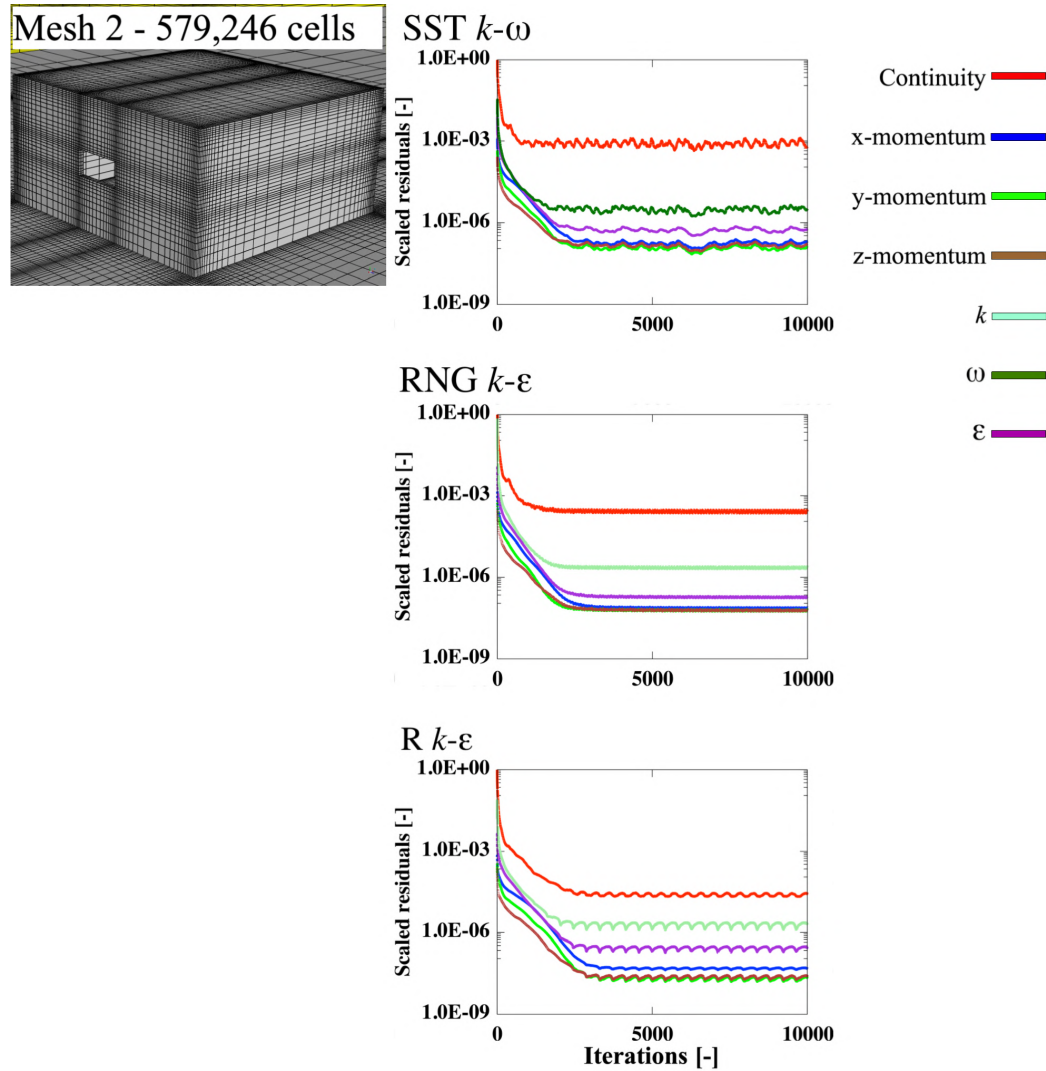 Mesh 2 - 579,246 cells
SST k-ω
Scaled residuals [-]
1.0E+00
1.0E-03
1.0E-06
1.0E-09
0
5000
10000
Continuity
x-momentum
y-momentum
z-momentum
k
ω
ε
RNG k-ε
Scaled residuals [-]
1.0E+00
1.0E-03
1.0E-06
1.0E-09
0
5000
10000
R k-ε
Scaled residuals [-]
1.0E+00
1.0E-03
1.0E-06
1.0E-09
0
5000
10000
Iterations [-]